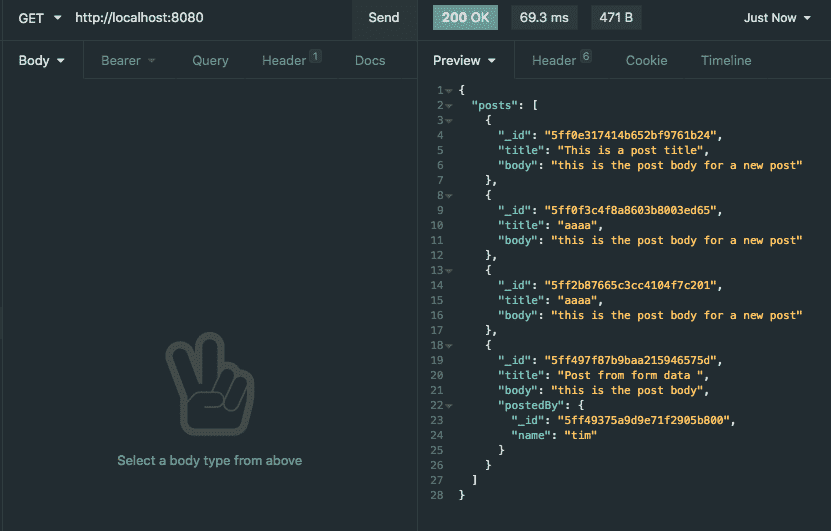 GET http://localhost:8080 Send 200 OK 69.3 ms 471 B Just Now
Body Bearer Query Header 1 Docs Preview Header 6 Cookie Timeline
1 {
2 "posts": [
3 {
4 "_id": "5ff0e317414b652bf9761b24",
5 "title": "This is a post title",
6 "body": "this is the post body for a new post"
7 },
8 {
9 "_id": "5ff0f3c4f8a8603b8003ed65",
10 "title": "aaaa",
11 "body": "this is the post body for a new post"
12 },
13 {
14 "_id": "5ff2b87665c3cc4104f7c201",
15 "title": "aaaa",
16 "body": "this is the post body for a new post"
17 },
18 {
19 "_id": "5ff497f87b9baa215946575d",
20 "title": "Post from form data ",
21 "body": "this is the post body",
22 "postedBy": {
23 "_id": "5ff49375a9d9e71f2905b800",
24 "name": "tim"
25 }
26 }
27 ]
28 }
Select a body type from above